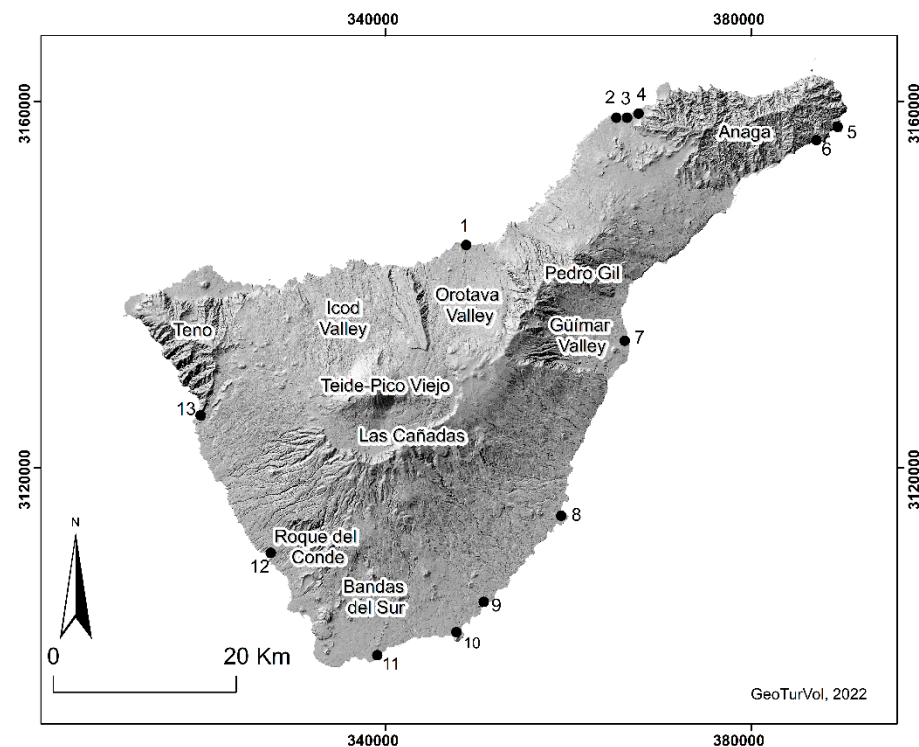 340000
380000
3160000
3160000
2 3 4
Anaga
5
6
1
Pedro Gil
Orotava
Valley
Icod
Valley
Teno
Güímar
Valley
7
Teide-Pico Viejo
13
Las Cañadas
3120000
3120000
8
Roque del
Conde
12
Bandas
del Sur
9
10
11
N
0
20 Km
GeoTurVol, 2022
340000
380000